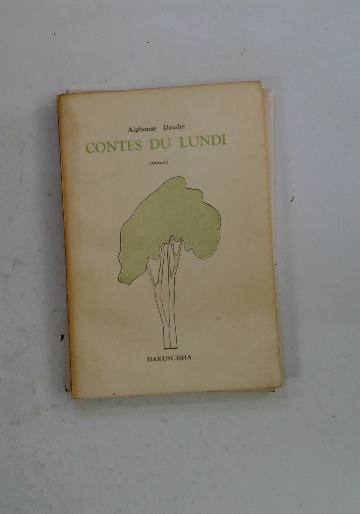 Alphonse Daudet
CONTES DU LUNDI
HAKUSUISHA